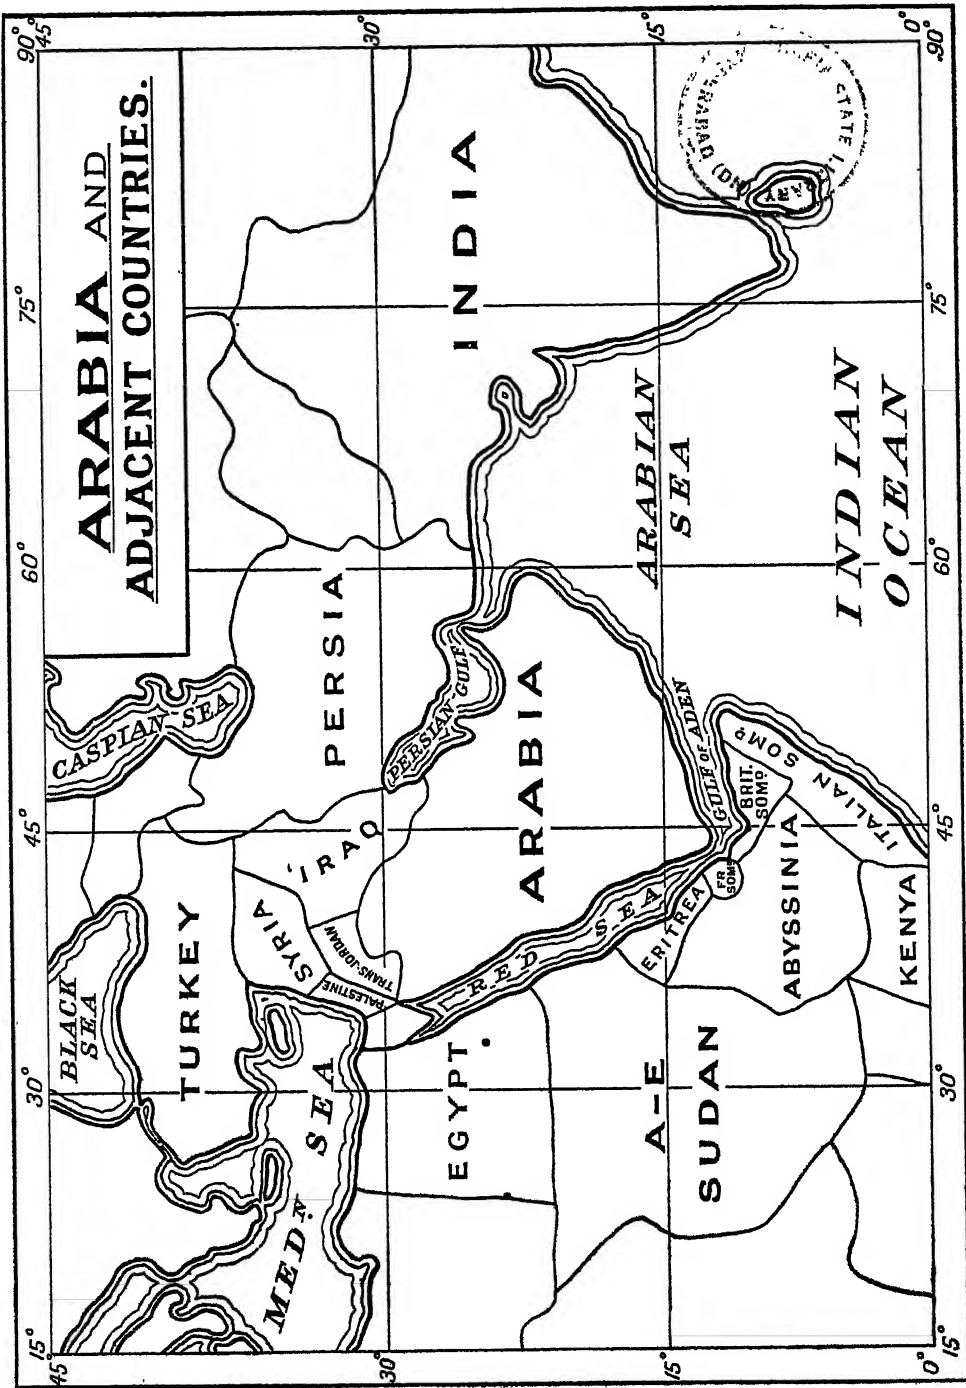 ARABIA AND
ADJACENT COUNTRIES.
45°
30°
15°
0°
90°
90°
75°
75°
60°
60°
45°
45°
30°
30°
15°
15°
45
30°
15°
0°
BLACK
SEA
CASPIAN SEA
TURKEY
SYRIA
'IRAQ
PERSIA
INDIA
MEDN.
SEA
PALESTINE
TRANS-JORDAN
PERSIAN GULF
EGYPT
RED SEA
ARABIA
ARABIAN
SEA
A-E
SUDAN
ERITREA
FR
SOMD
GULF OF ADEN
BRIT.
SOMD
ABYSSINIA
ITALIAN SOMD
KENYA
INDIAN
OCEAN
STATE